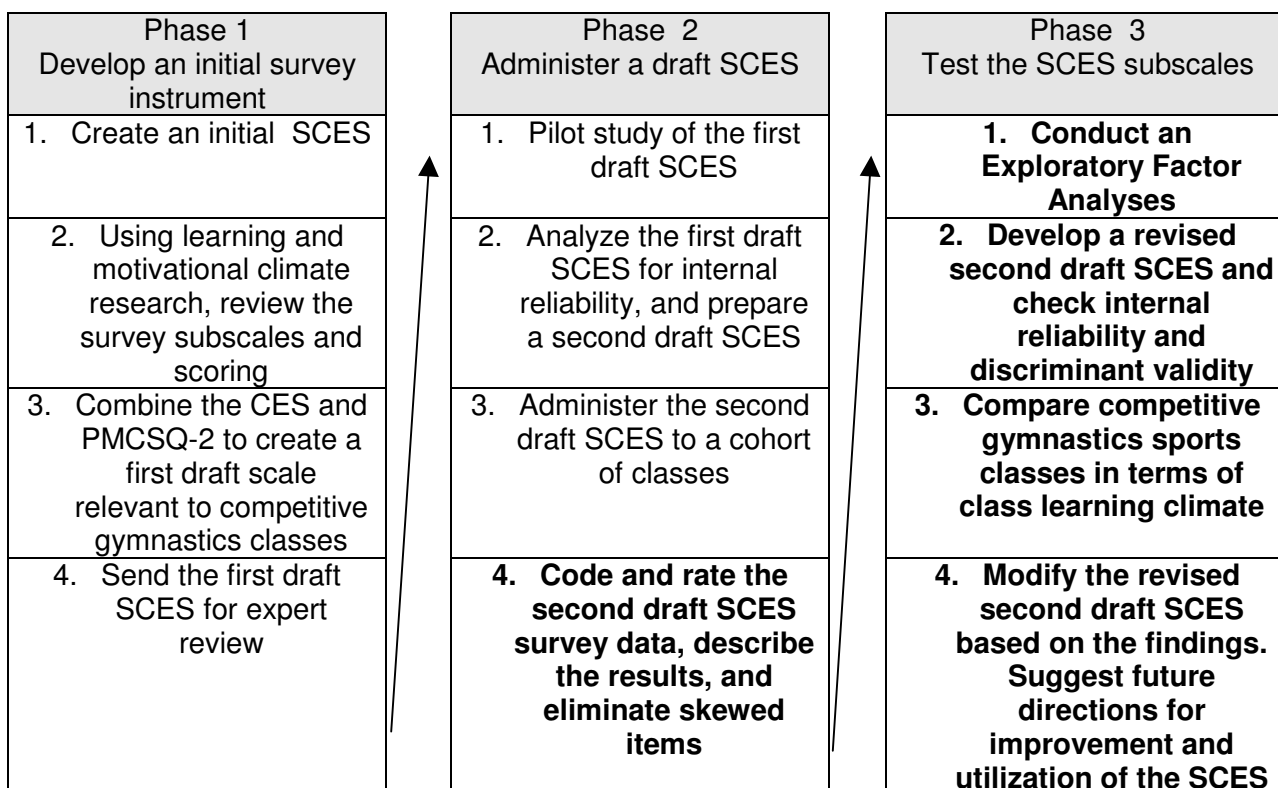 Phase 1
Develop an initial survey
instrument
1. Create an initial SCES
2. Using learning and
motivational climate
research, review the
survey subscales and
scoring
3. Combine the CES and
PMCSQ-2 to create a
first draft scale
relevant to competitive
gymnastics classes
4. Send the first draft
SCES for expert
review
Phase 2
Administer a draft SCES
1. Pilot study of the first
draft SCES
2. Analyze the first draft
SCES for internal
reliability, and prepare
a second draft SCES
3. Administer the second
draft SCES to a cohort
of classes
4. Code and rate the
second draft SCES
survey data, describe
the results, and
eliminate skewed
items
Phase 3
Test the SCES subscales
1. Conduct an
Exploratory Factor
Analyses
2. Develop a revised
second draft SCES and
check internal
reliability and
discriminant validity
3. Compare competitive
gymnastics sports
classes in terms of
class learning climate
4. Modify the revised
second draft SCES
based on the findings.
Suggest future
directions for
improvement and
utilization of the SCES